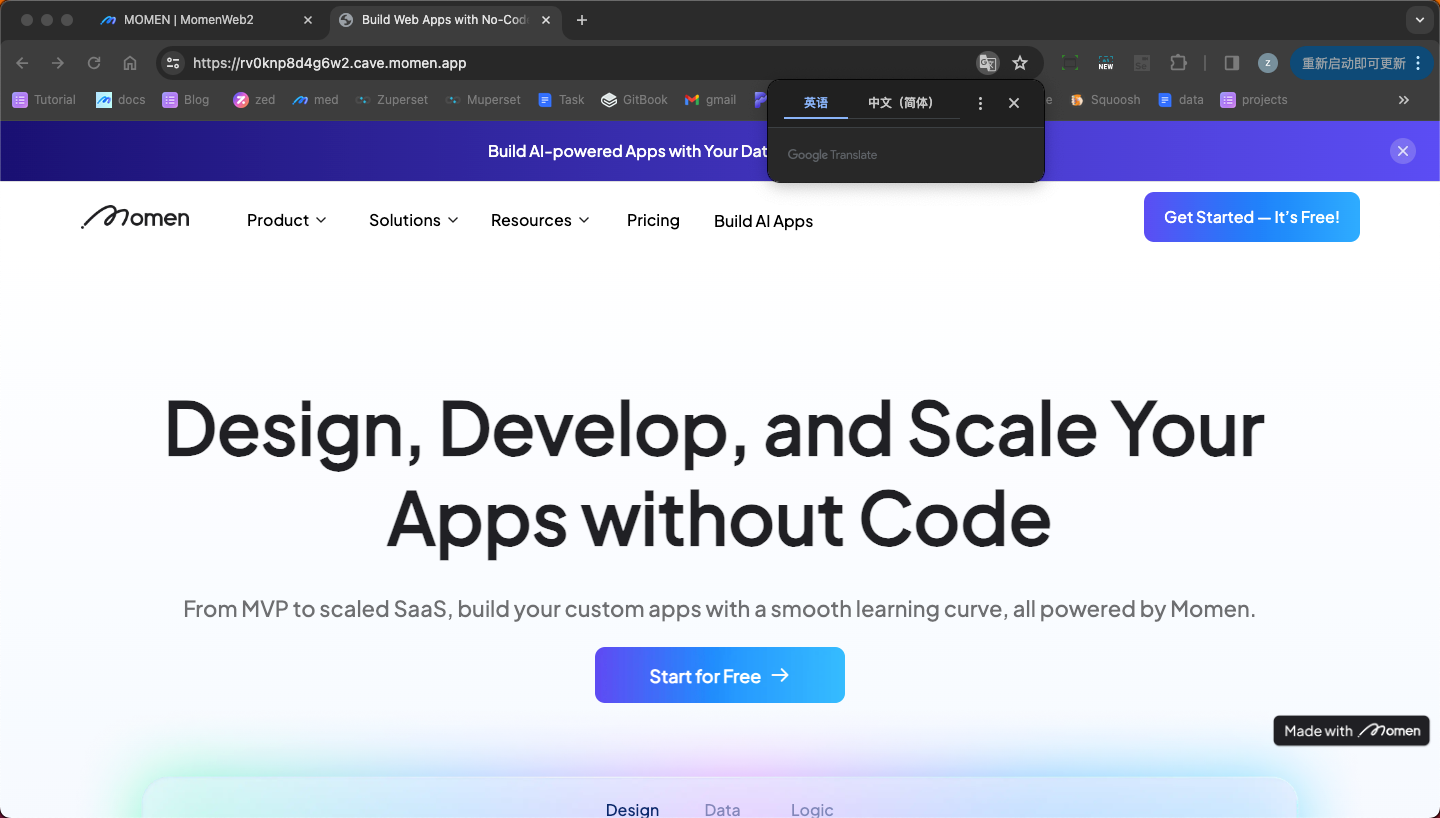 MOMEN | MomenWeb2
Build Web Apps with No-Code
https://rv0knp8d4g6w2.cave.momen.app
NEW
Z
重新启动即可更新
Tutorial
docs
Blog
zed
med
Zuperset
Muperset
Task
GitBook
gmail
Squoosh
data
projects
英语
中文（简体）
Google Translate
Build AI-powered Apps with Your Dat
Momen
Product
Solutions
Resources
Pricing
Build AI Apps
Get Started — It's Free!
Design, Develop, and Scale Your
Apps without Code
From MVP to scaled SaaS, build your custom apps with a smooth learning curve, all powered by Momen.
Start for Free →
Made with Momen
Design
Data
Logic